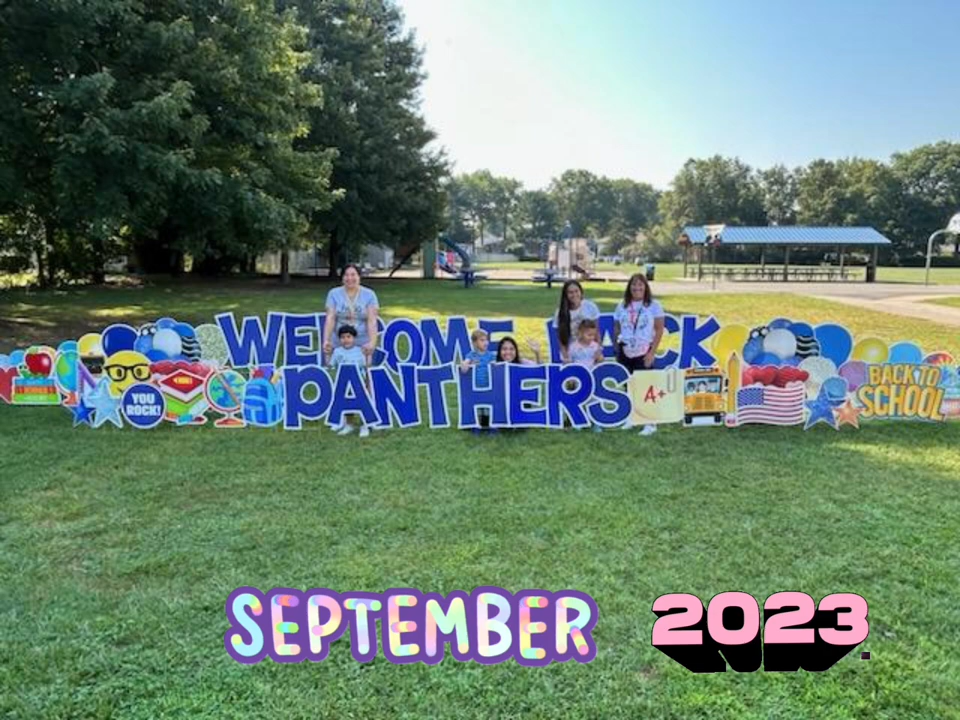 WELCOME BACK
PANTHERS
YOU
ROCK!
A+
BACK TO
SCHOOL
SEPTEMBER 2023.